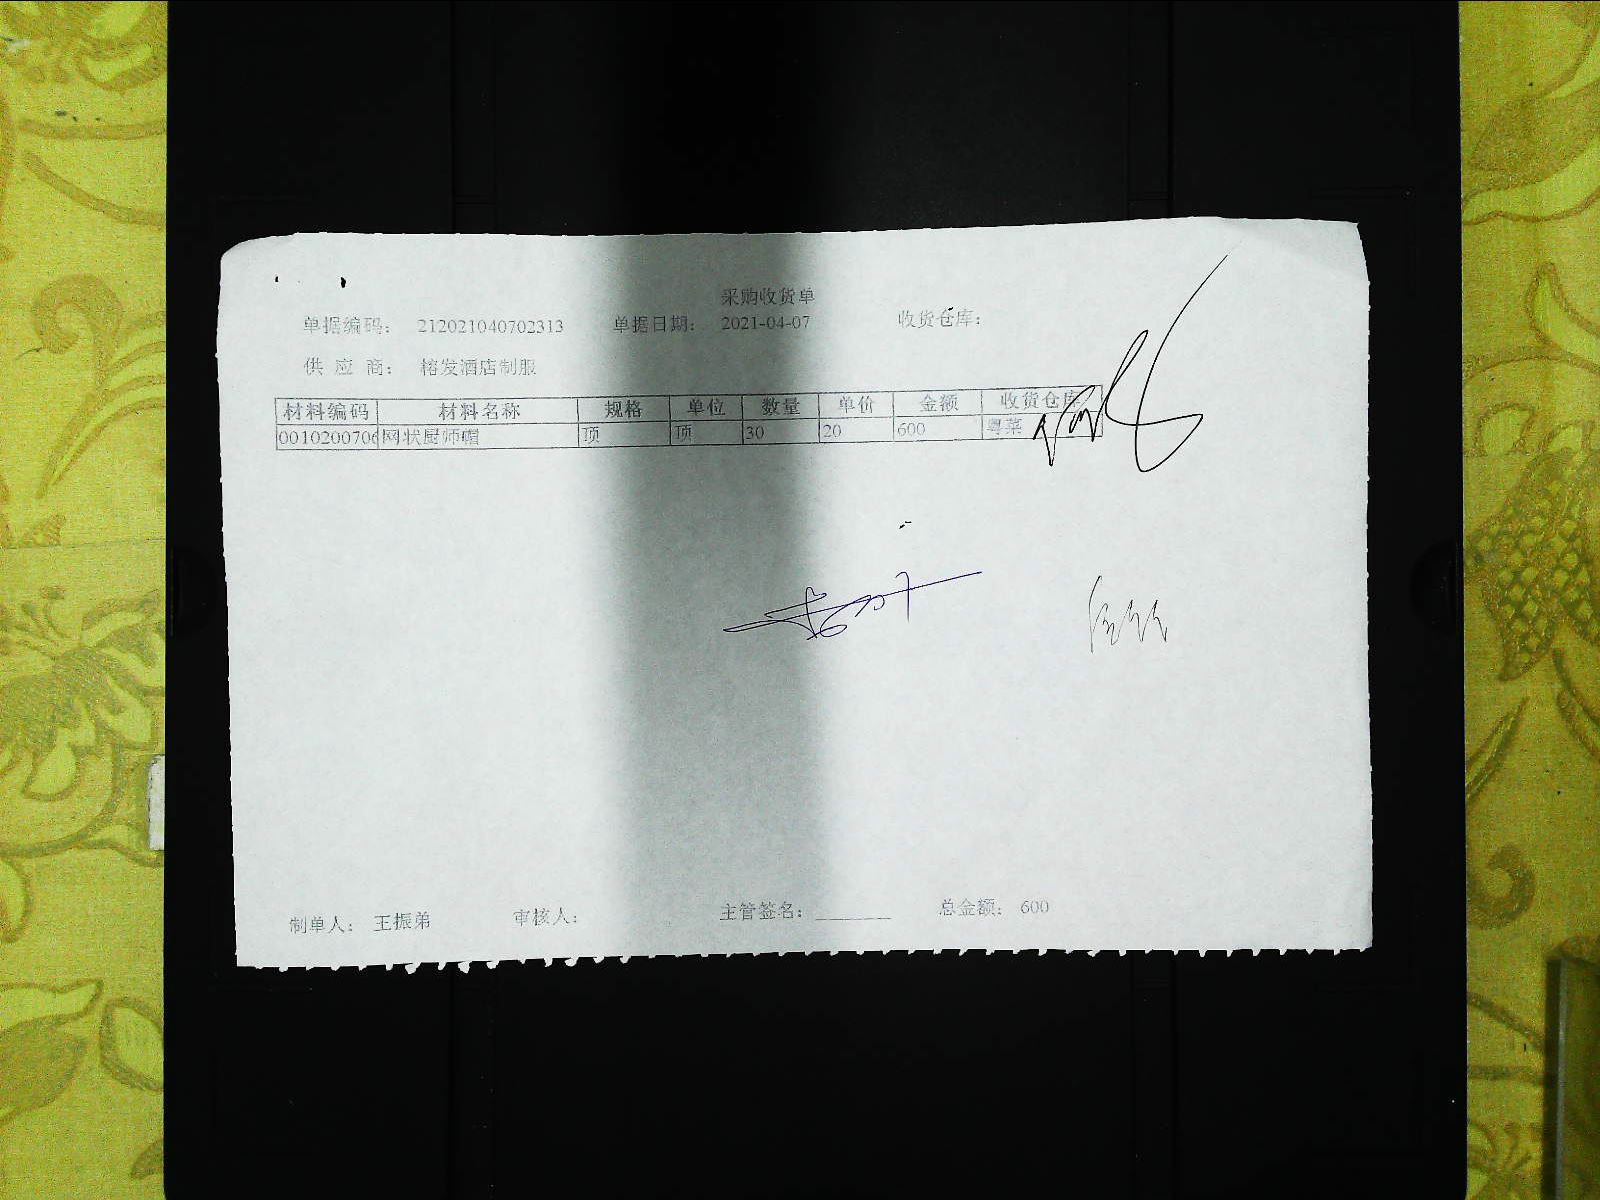 采购收货单
单据编码： 212021040702313 单据日期： 2021-04-07 收货仓库：
供 应 商： 榕发酒店制服
材料编码 材料名称 规格 单位 数量 单价 金额 收货仓库
0010200706 网状厨师帽 顶 顶 30 20 600 粤菜
制单人： 王振弟 审核人： 主管签名：________ 总金额： 600